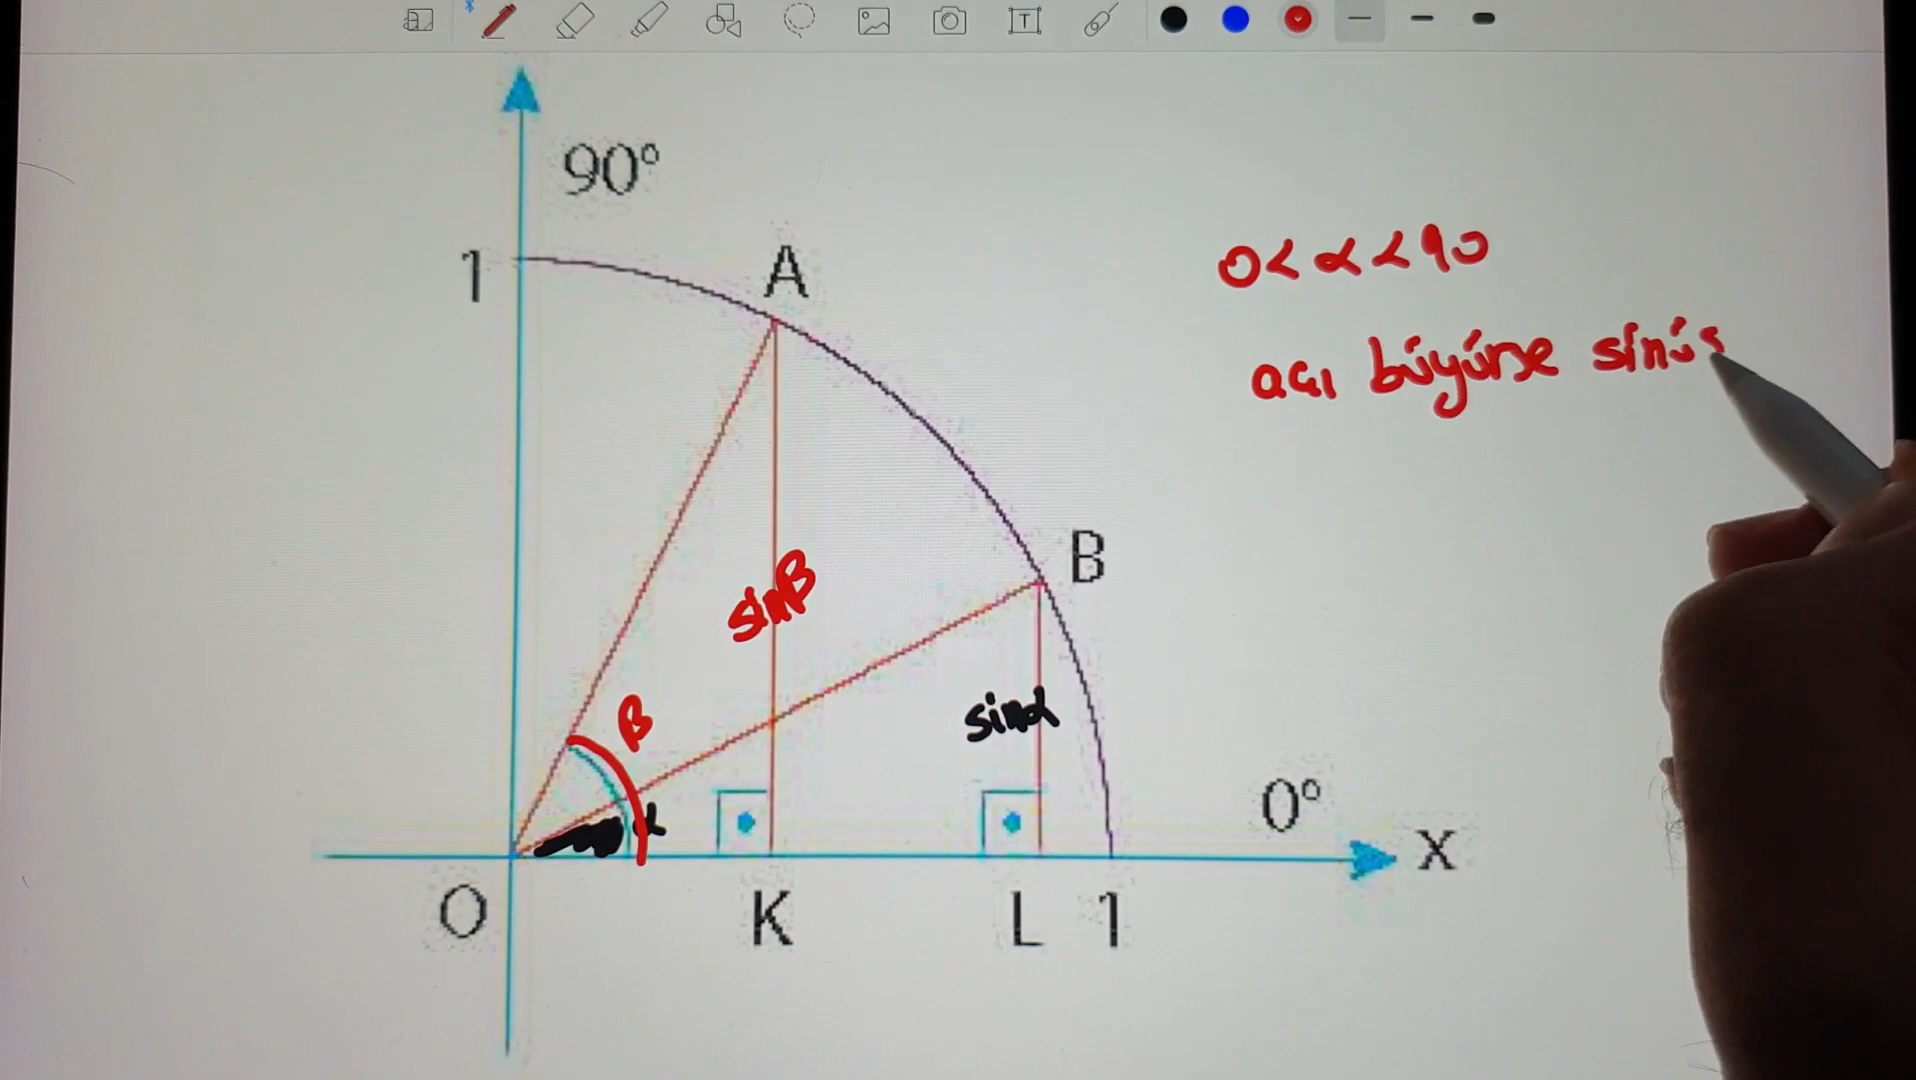 90°
1
A
0<α<90
açı büyürse sinüs
B
sinβ
β
sinα
α
0°
X
O
K
L
1